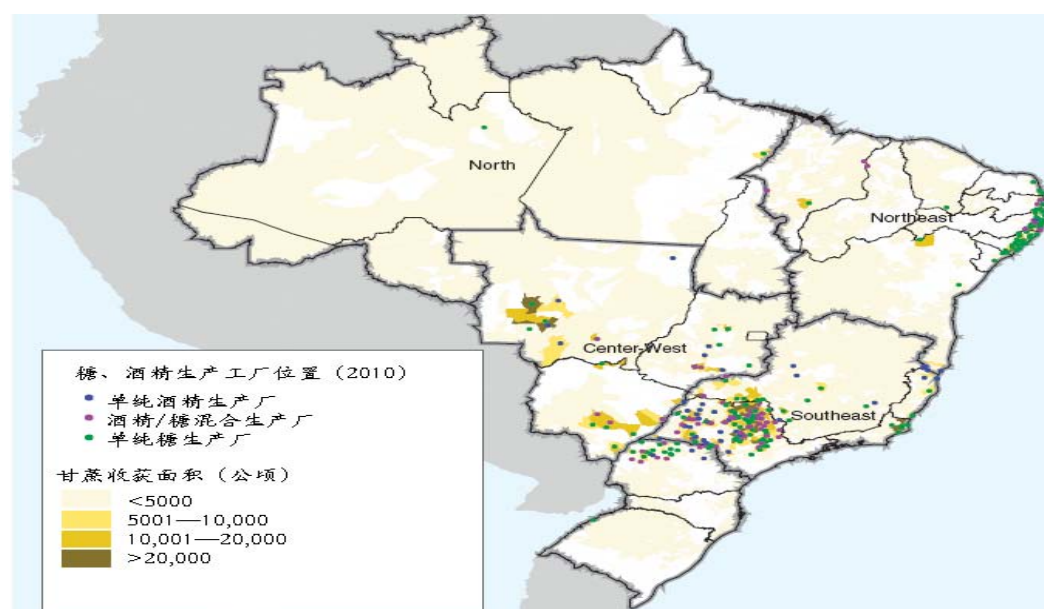 North
Northeast
Center-West
Southeast
糖、酒精生产工厂位置（2010）
单纯酒精生产厂
酒精/糖混合生产厂
单纯糖生产厂
甘蔗收获面积（公顷）
<5000
5001—10,000
10,001—20,000
>20,000